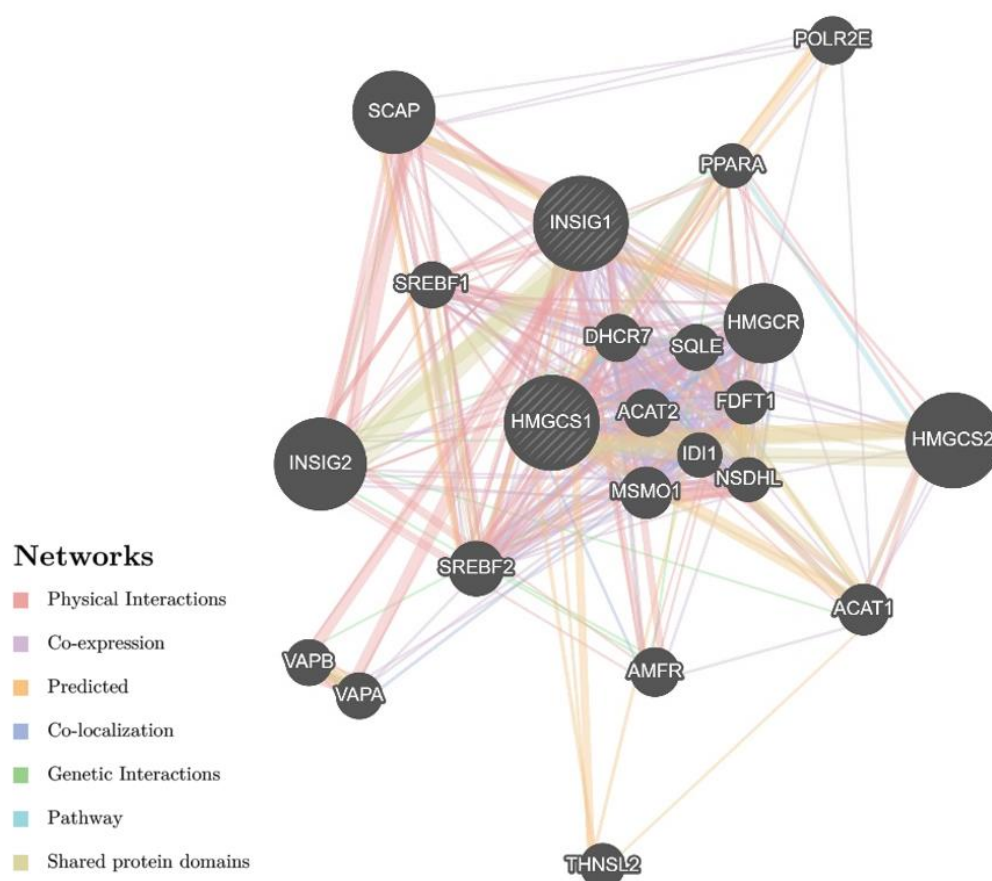 POLR2E
SCAP
PPARA
INSIG1
SREBF1
HMGCR
DHCR7
SQLE
FDFT1
ACAT2
HMGCS1
HMGCS2
IDI1
INSIG2
NSDHL
MSMO1
SREBF2
ACAT1
VAPB
AMFR
VAPA
THNSL2
Networks
Physical Interactions
Co-expression
Predicted
Co-localization
Genetic Interactions
Pathway
Shared protein domains